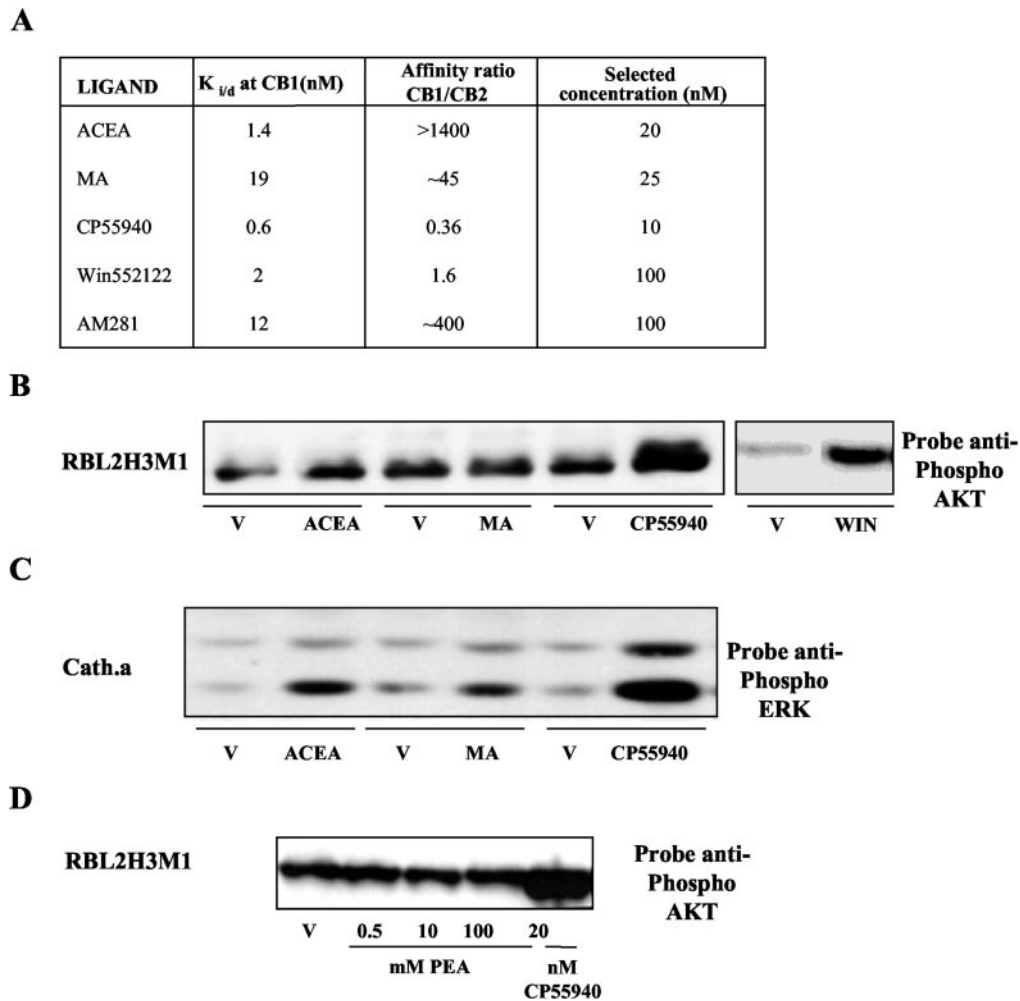 A
LIGAND K i/d at CB1(nM) Affinity ratio CB1/CB2 Selected concentration (nM)
ACEA 1.4 >1400 20
MA 19 ~45 25
CP55940 0.6 0.36 10
Win552122 2 1.6 100
AM281 12 ~400 100
B
RBL2H3M1
Probe anti-
Phospho
AKT
V ACEA V MA V CP55940 V WIN
C
Cath.a
Probe anti-
Phospho
ERK
V ACEA V MA V CP55940
D
RBL2H3M1
Probe anti-
Phospho
AKT
V 0.5 10 100 20
mM PEA nM
CP55940